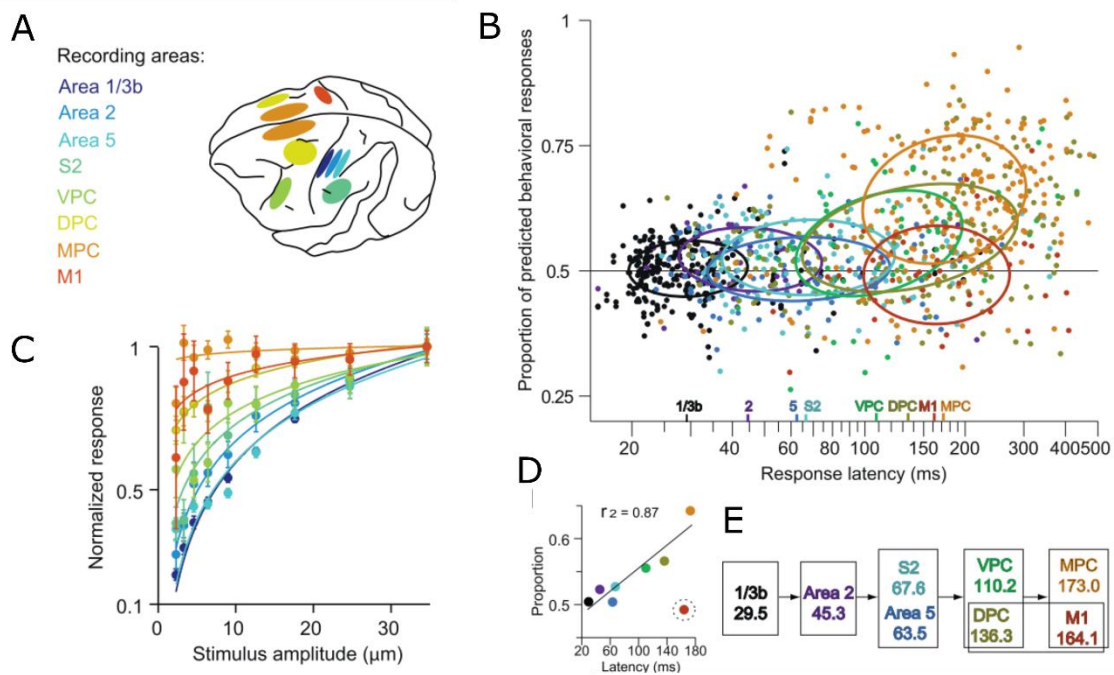 A
Recording areas:
Area 1/3b
Area 2
Area 5
S2
VPC
DPC
MPC
M1
B
Proportion of predicted behavioral responses
1
0.75
0.5
0.25
1/3b 2 5 S2 VPC DPC M1 MPC
20 40 60 80 100 150 200 300 400 500
Response latency (ms)
C
Normalized response
1
0.5
0.1
0 10 20 30
Stimulus amplitude (μm)
D
r2 = 0.87
Proportion
0.6
0.5
20 60 100 140 180
Latency (ms)
E
1/3b
29.5
Area 2
45.3
S2
67.6
Area 5
63.5
VPC
110.2
DPC
136.3
MPC
173.0
M1
164.1